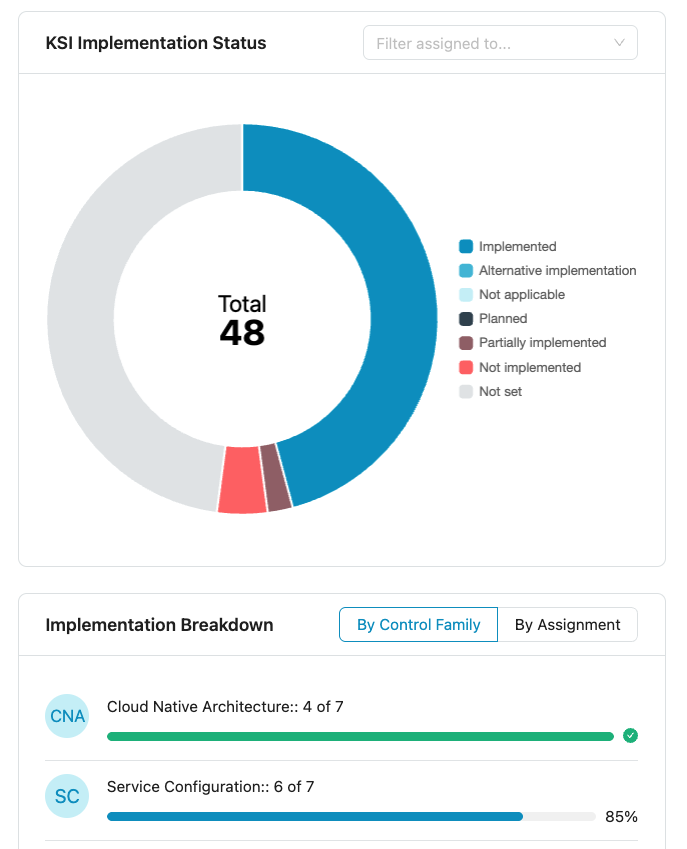 KSI Implementation Status
Filter assigned to...
Total
48
Implemented
Alternative implementation
Not applicable
Planned
Partially implemented
Not implemented
Not set
Implementation Breakdown
By Control Family
By Assignment
CNA
Cloud Native Architecture:: 4 of 7
SC
Service Configuration:: 6 of 7
85%